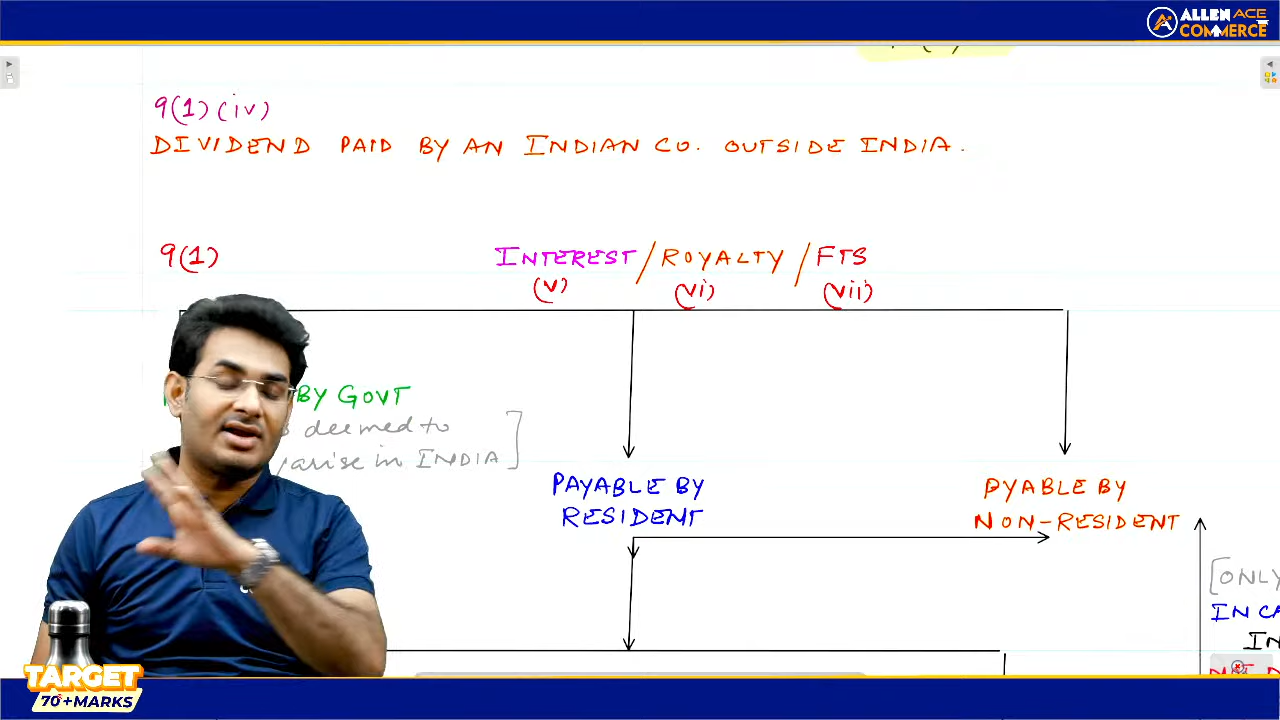 ALLEN ACE
COMMERCE
9(1)(iv)
DIVIDEND PAID BY AN INDIAN CO. OUTSIDE INDIA.
9(1)
INTEREST / ROYALTY / FTS
(v) (vi) (vii)
BY GOVT
deemed to
arise in INDIA
PAYABLE BY
RESIDENT
PYABLE BY
NON-RESIDENT
[ONLY
IN CA
IN
TARGET
70+MARKS